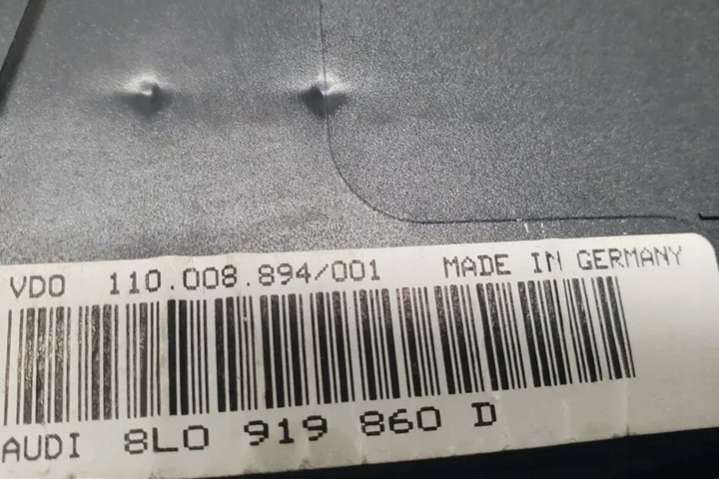 VDO 110.008.894/001 MADE IN GERMANY
AUDI 8L0 919 860 D